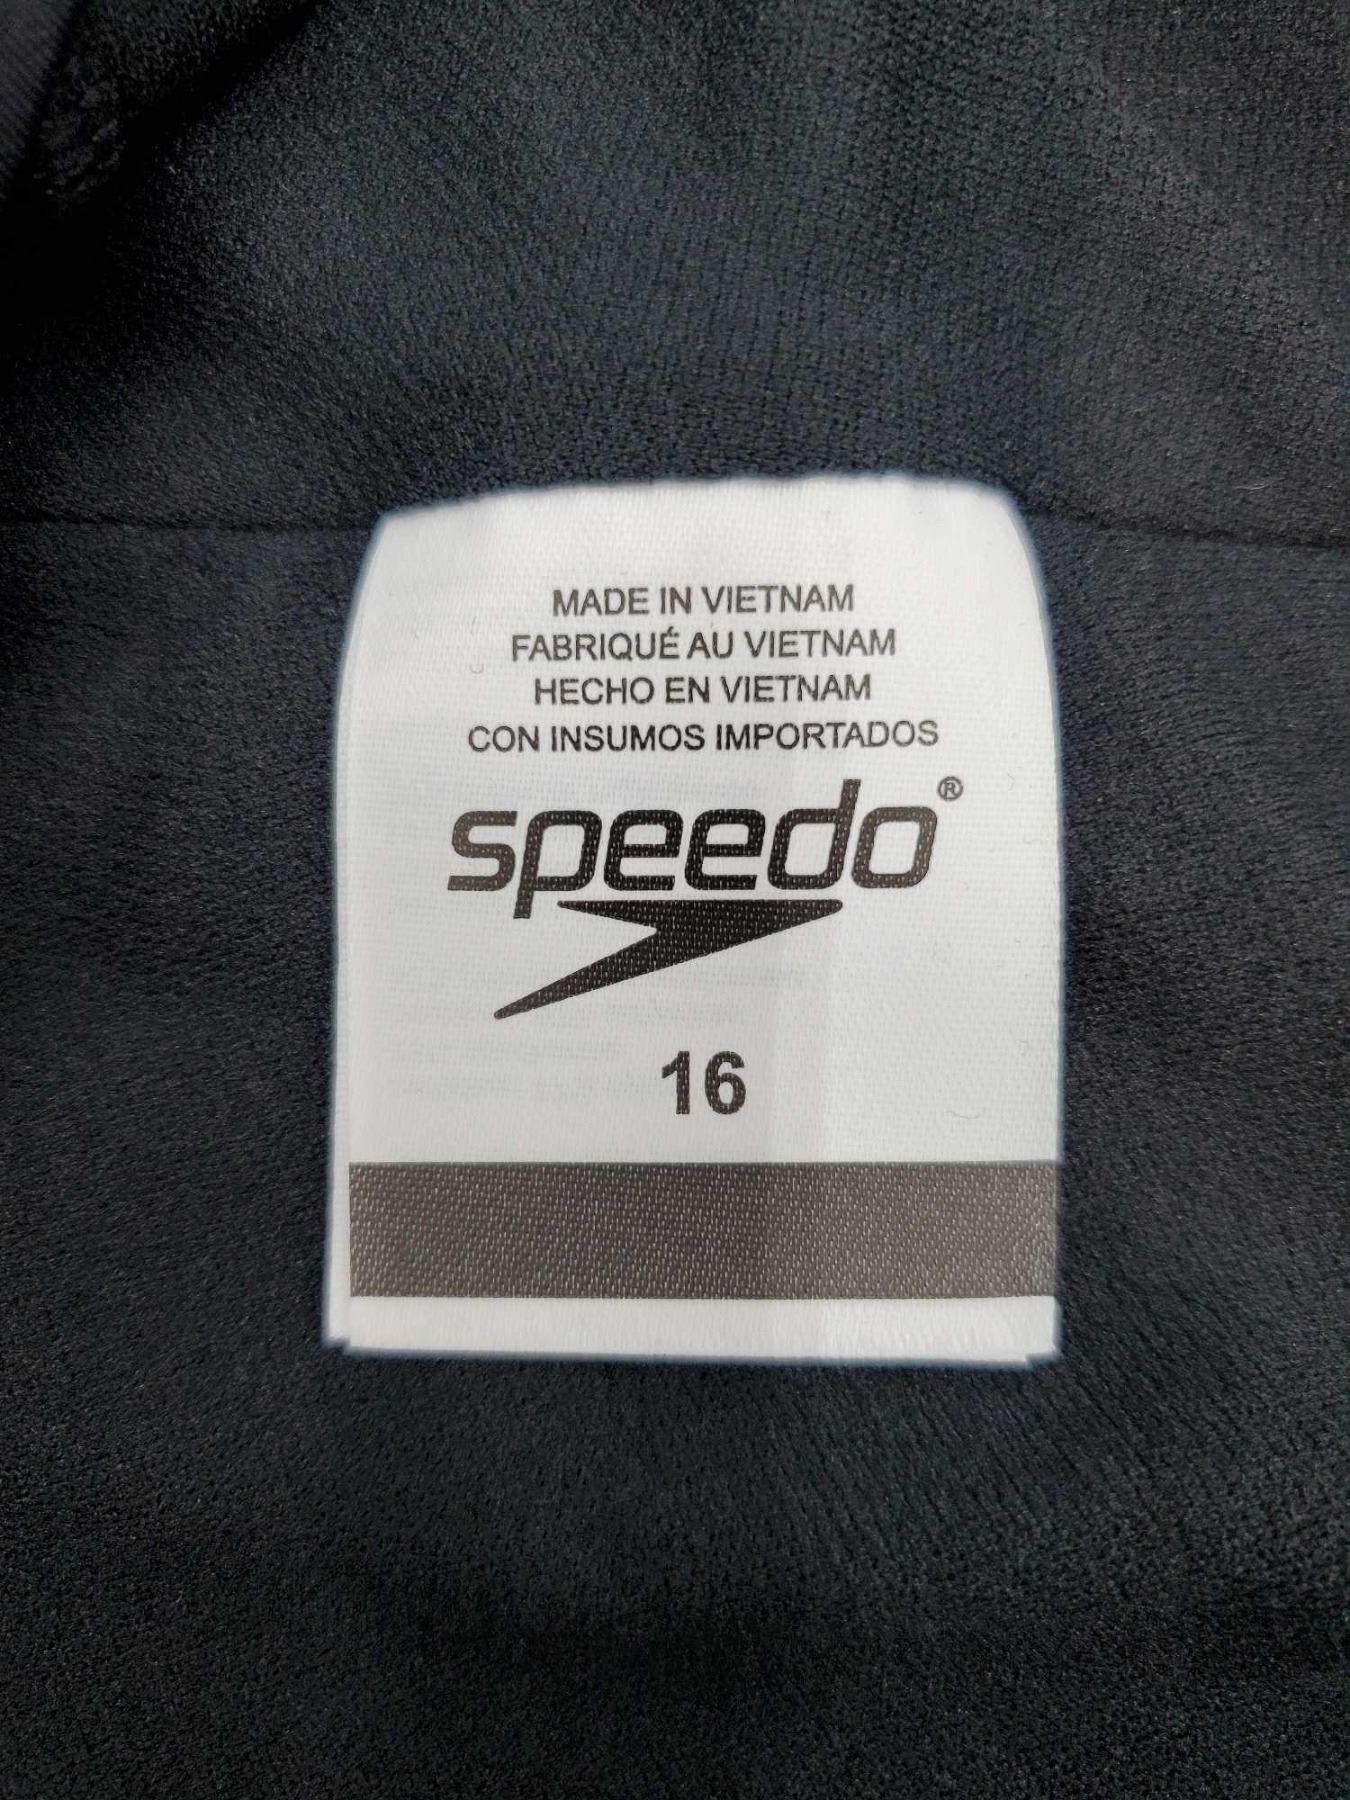 MADE IN VIETNAM
FABRIQUÉ AU VIETNAM
HECHO EN VIETNAM
CON INSUMOS IMPORTADOS
speedo®
16